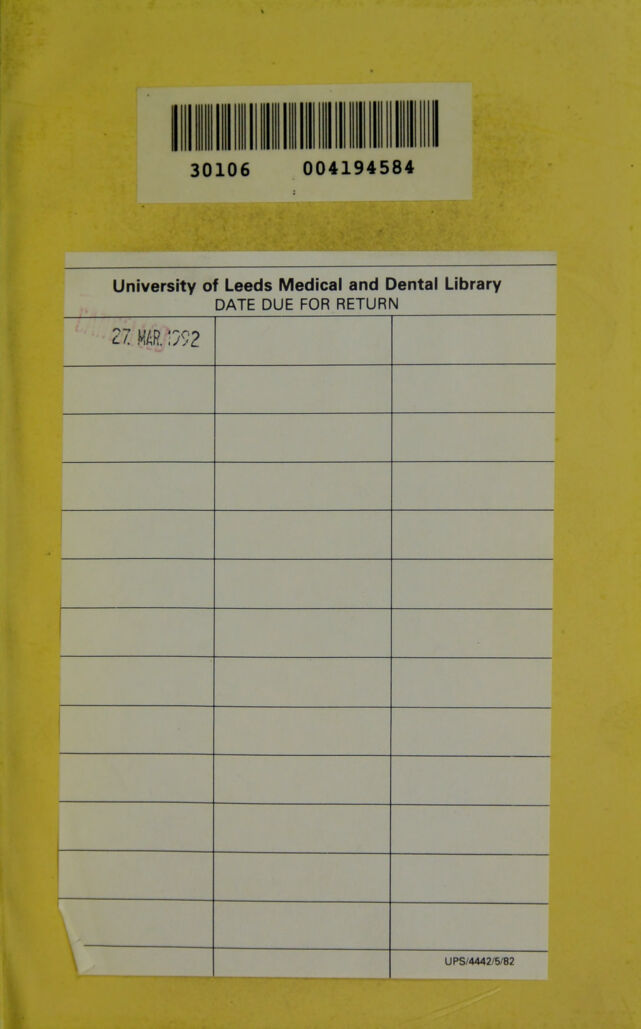 30106 004194584
University of Leeds Medical and Dental Library
DATE DUE FOR RETURN
27. MAR. 1992
UPS/4442/5/82